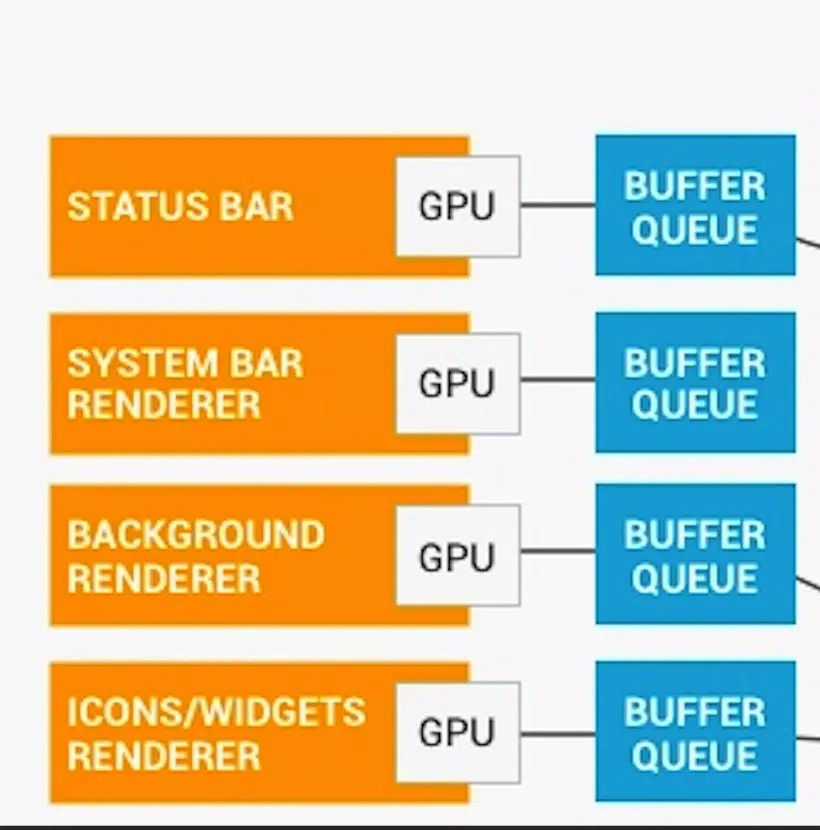 STATUS BAR
GPU
BUFFER
QUEUE
SYSTEM BAR
RENDERER
GPU
BUFFER
QUEUE
BACKGROUND
RENDERER
GPU
BUFFER
QUEUE
ICONS/WIDGETS
RENDERER
GPU
BUFFER
QUEUE